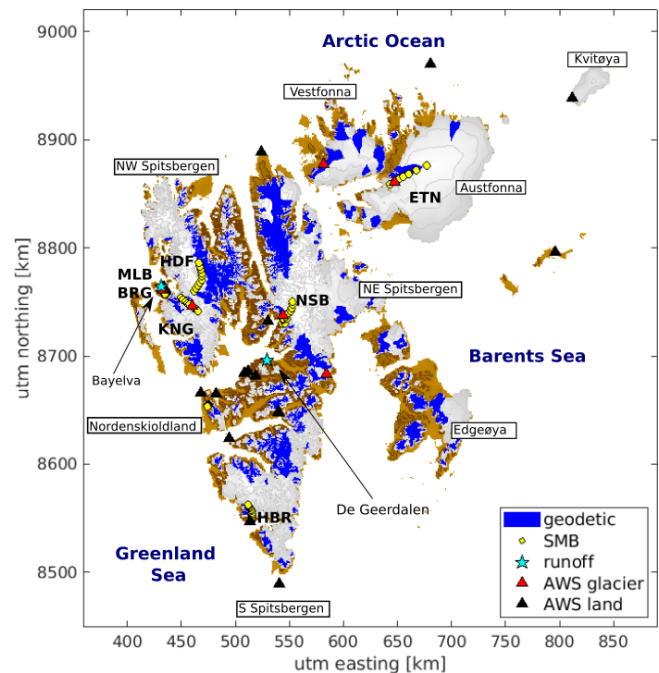 Arctic Ocean
9000
Kvitøya
Vestfonna
8900
NW Spitsbergen
Austfonna
ETN
8800
HDF
MLB
BRG
NSB
NE Spitsbergen
KNG
8700
Barents Sea
Bayelva
Nordenskioldland
Edgeøya
8600
De Geerdalen
HBR
Greenland
Sea
8500
S Spitsbergen
geodetic
SMB
runoff
AWS glacier
AWS land
400 450 500 550 600 650 700 750 800 850
utm easting [km]
utm northing [km]